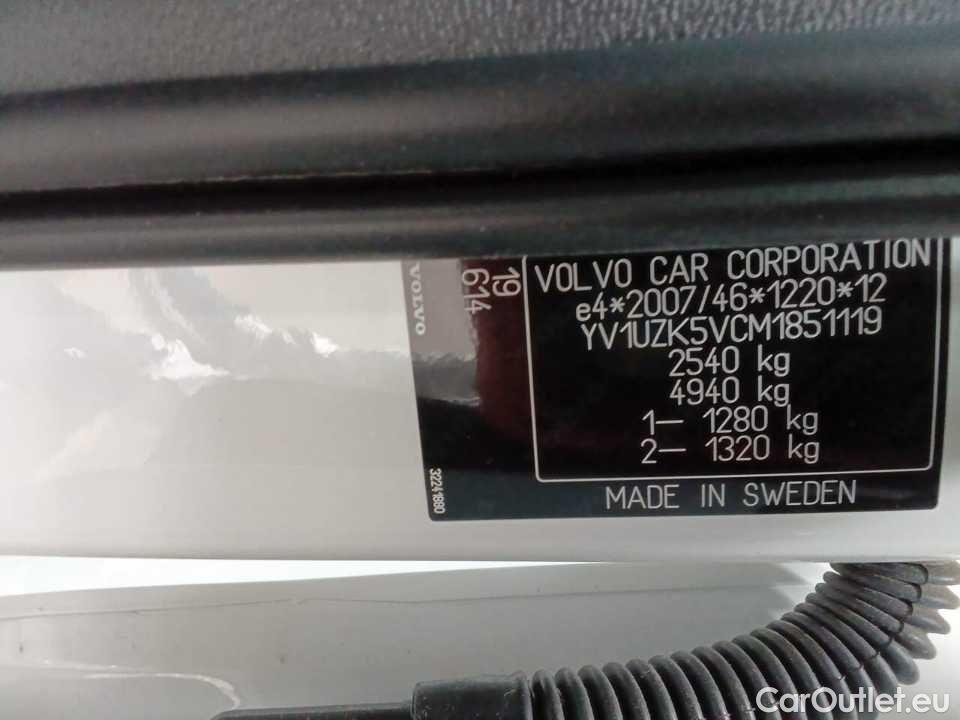 VOLVO CAR CORPORATION
e4*2007/46*1220*12
YV1UZK5VCM1851119
2540 kg
4940 kg
1– 1280 kg
2– 1320 kg
MADE IN SWEDEN
VOLVO
19
614
32241880
CarOutlet.eu